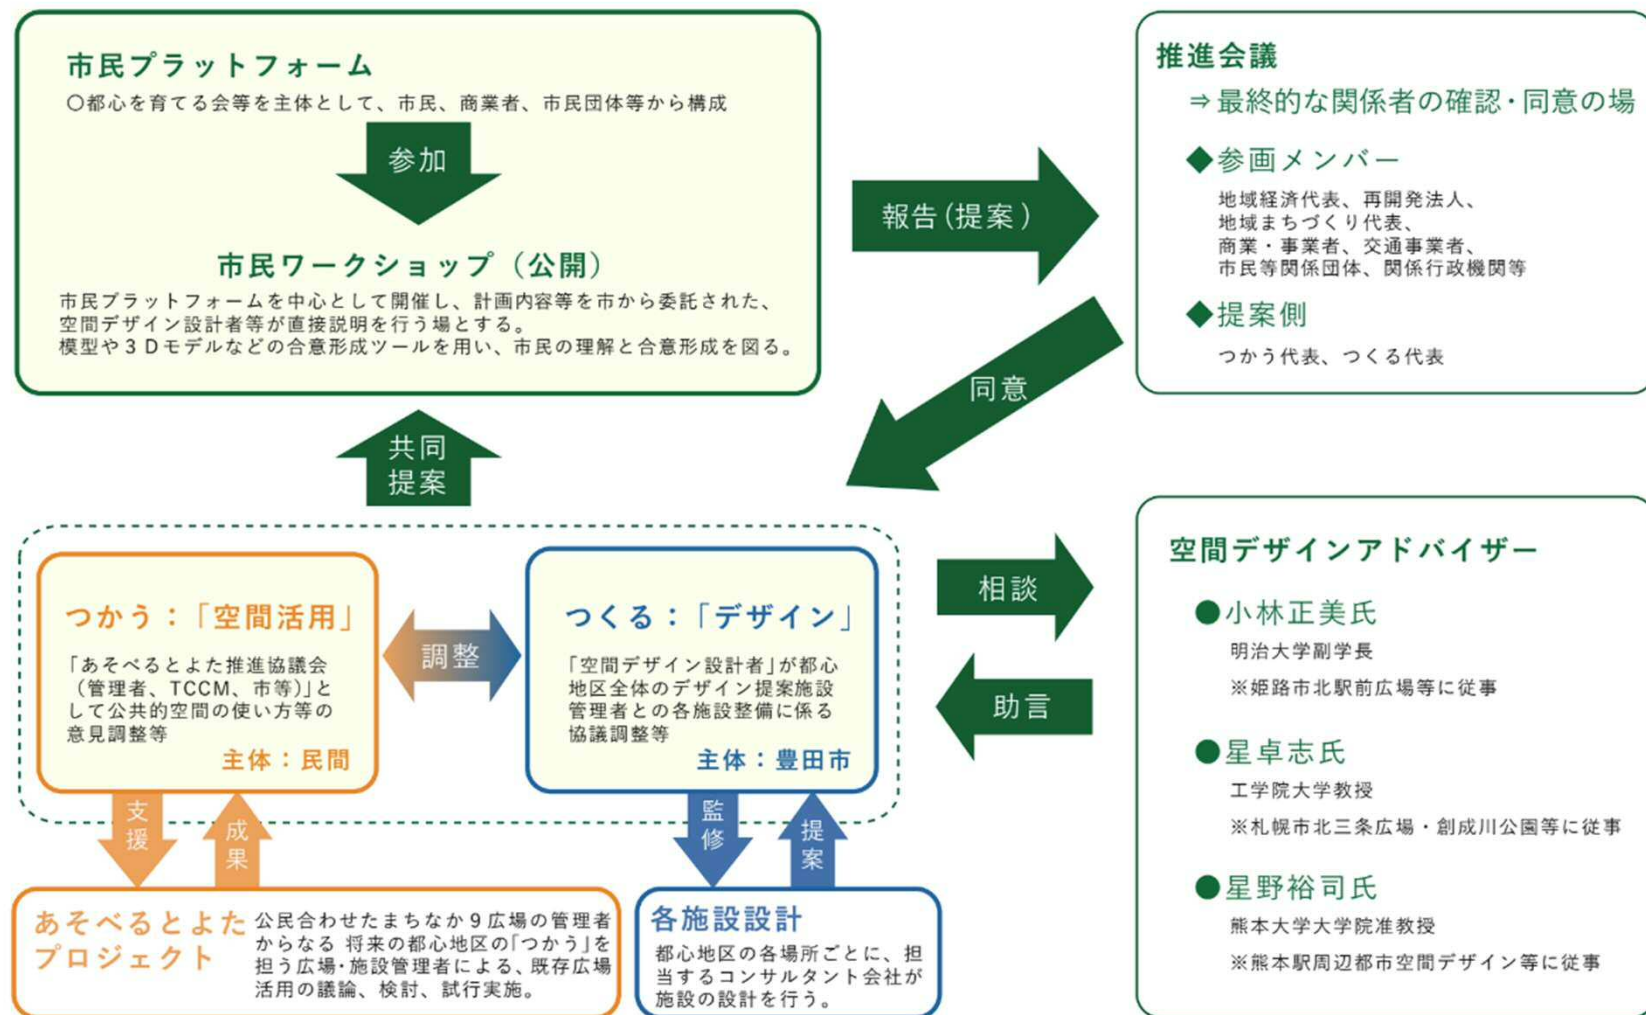 市民プラットフォーム
〇都心を育てる会等を主体として、市民、商業者、市民団体等から構成
参加
市民ワークショップ（公開）
市民プラットフォームを中心として開催し、計画内容等を市から委託された、
空間デザイン設計者等が直接説明を行う場とする。
模型や３Ｄモデルなどの合意形成ツールを用い、市民の理解と合意形成を図る。
報告(提案)
推進会議
⇒最終的な関係者の確認・同意の場
◆参画メンバー
地域経済代表、再開発法人、
地域まちづくり代表、
商業・事業者、交通事業者、
市民等関係団体、関係行政機関等
◆提案側
つかう代表、つくる代表
同意
共同
提案
つかう：「空間活用」
「あそべるとよた推進協議会
（管理者、TCCM、市等)」と
して公共的空間の使い方等の
意見調整等
主体：民間
調整
つくる：「デザイン」
「空間デザイン設計者」が都心
地区全体のデザイン提案施設
管理者との各施設整備に係る
協議調整等
主体：豊田市
相談
助言
空間デザインアドバイザー
●小林正美氏
明治大学副学長
※姫路市北駅前広場等に従事
●星卓志氏
工学院大学教授
※札幌市北三条広場・創成川公園等に従事
●星野裕司氏
熊本大学大学院准教授
※熊本駅周辺都市空間デザイン等に従事
支援
成果
監修
提案
あそべるとよた
プロジェクト
公民合わせたまちなか９広場の管理者
からなる 将来の都心地区の「つかう」を
担う広場・施設管理者による、既存広場
活用の議論、検討、試行実施。
各施設設計
都心地区の各場所ごとに、担
当するコンサルタント会社が
施設の設計を行う。